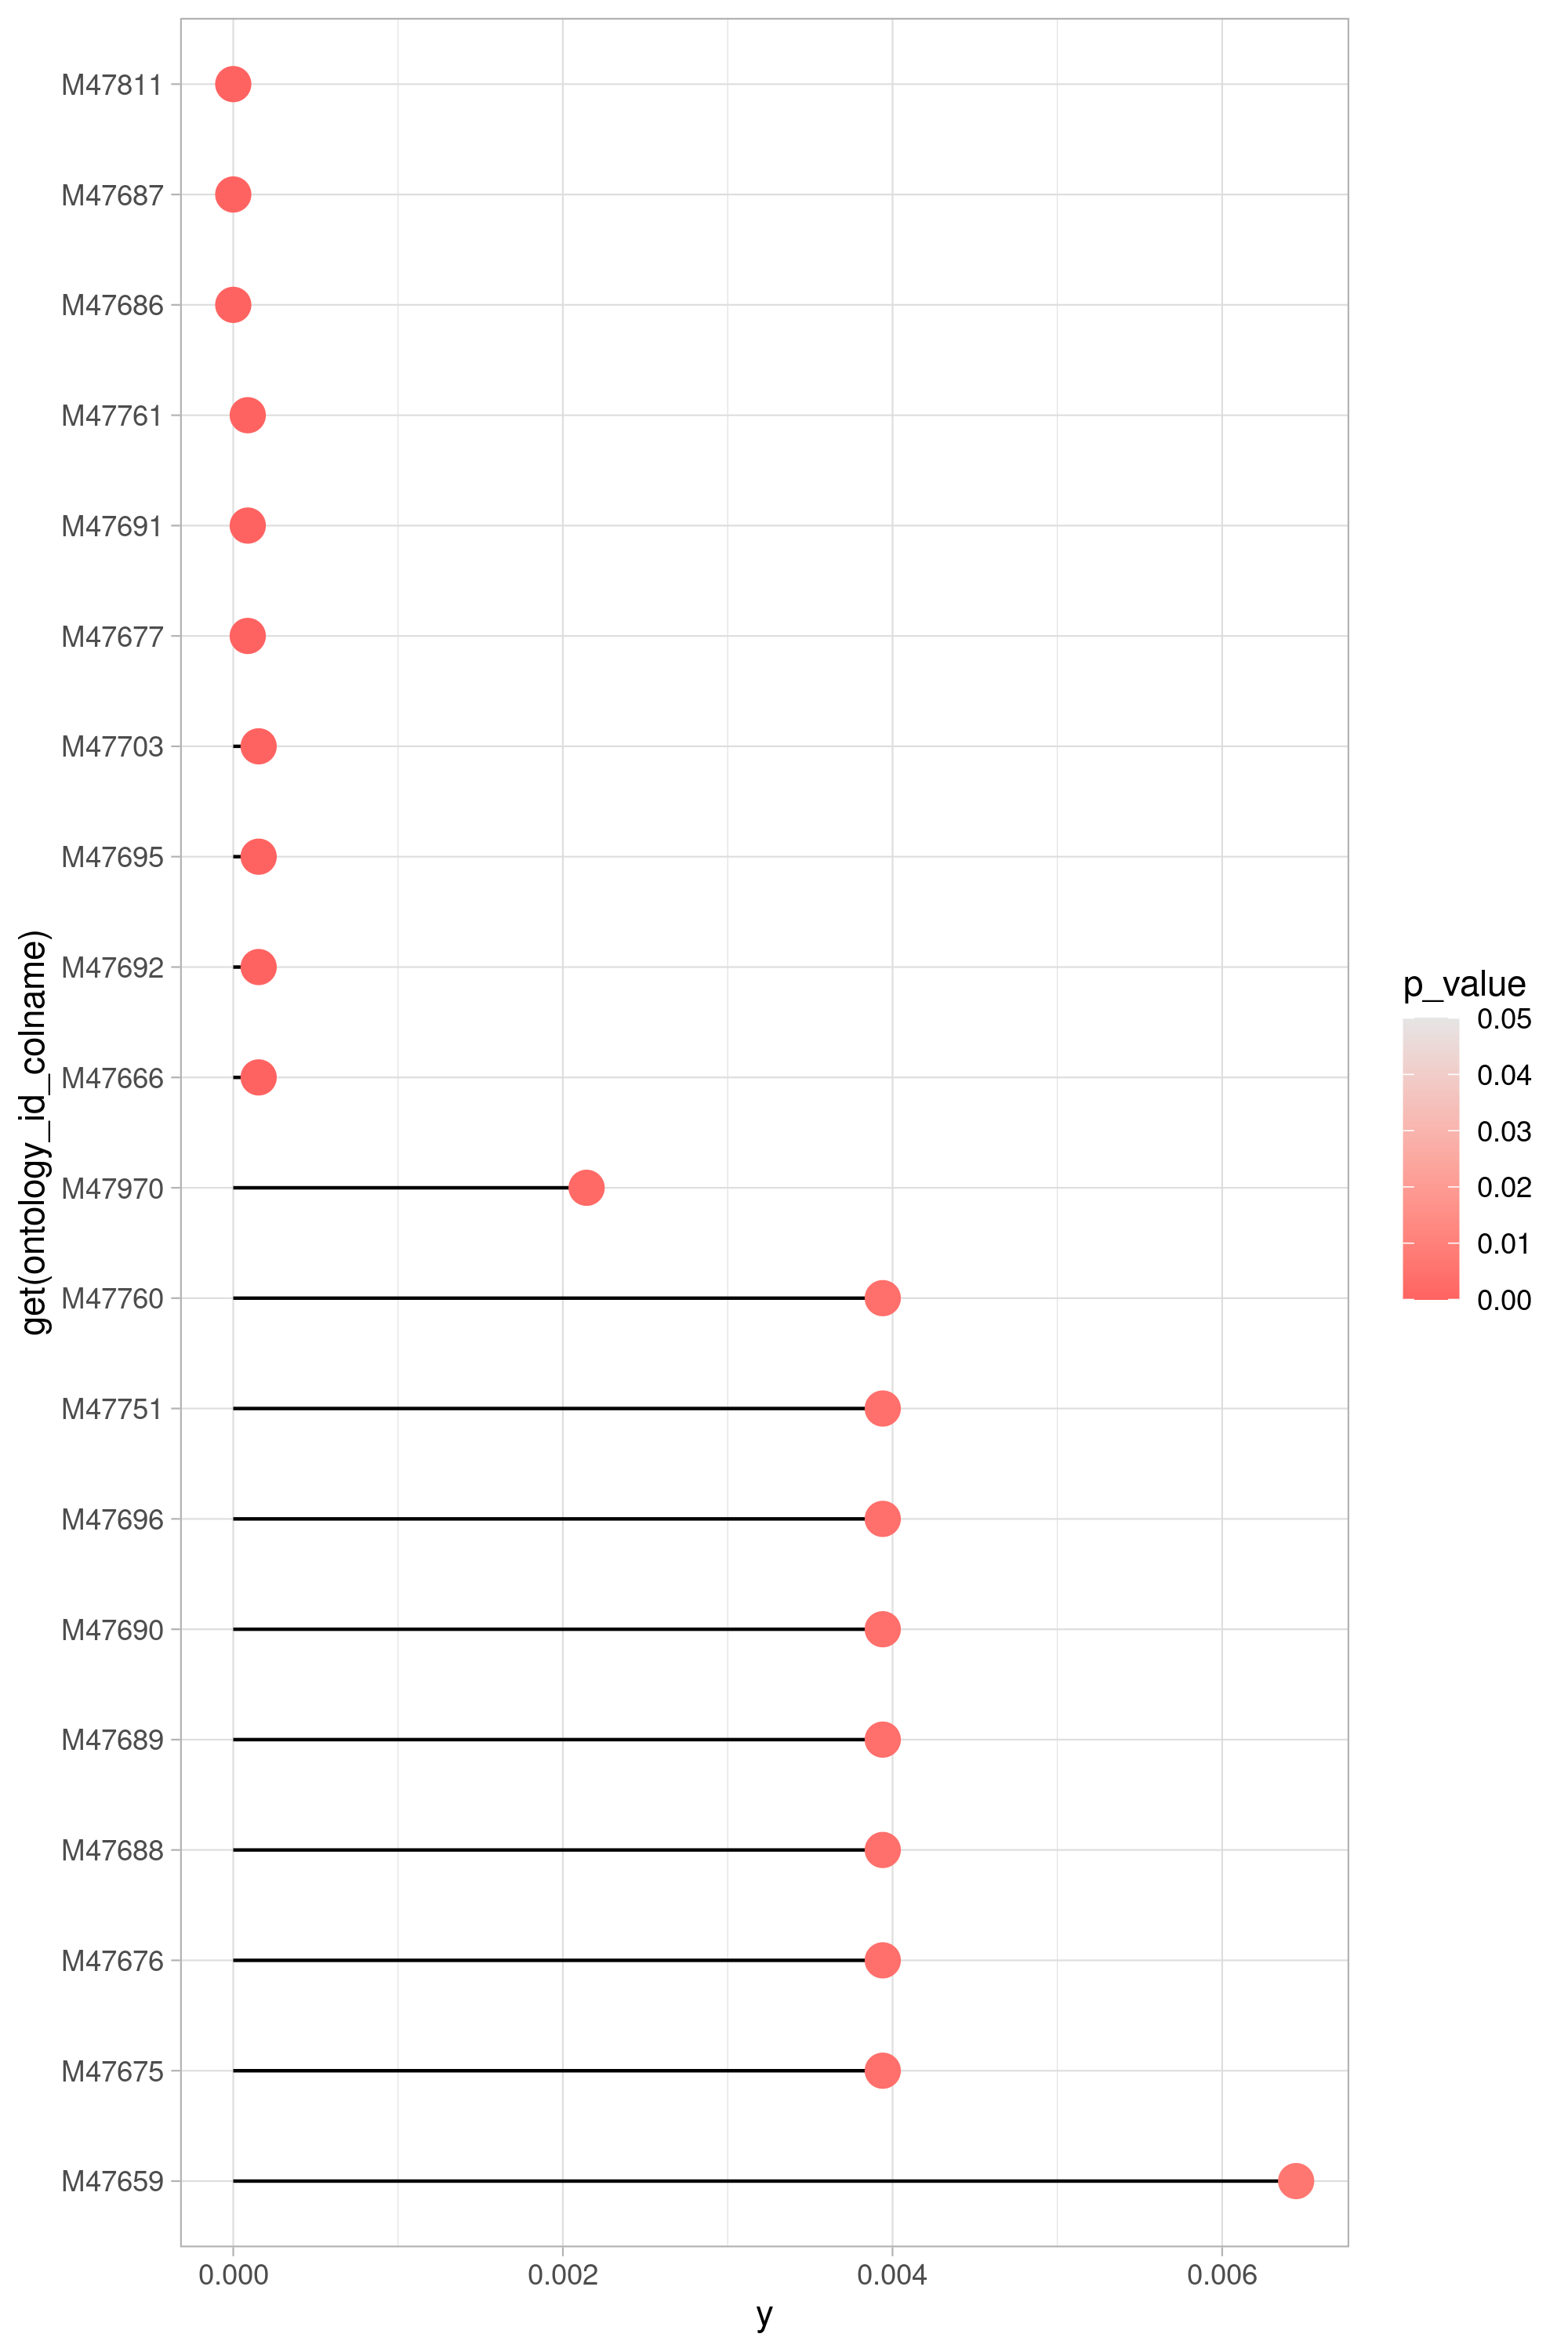 M47811
M47687
M47686
M47761
M47691
M47677
M47703
M47695
M47692
M47666
M47970
M47760
M47751
M47696
M47690
M47689
M47688
M47676
M47675
M47659
get(ontology_id_colname)
0.000 0.002 0.004 0.006
y
p_value
0.05
0.04
0.03
0.02
0.01
0.00